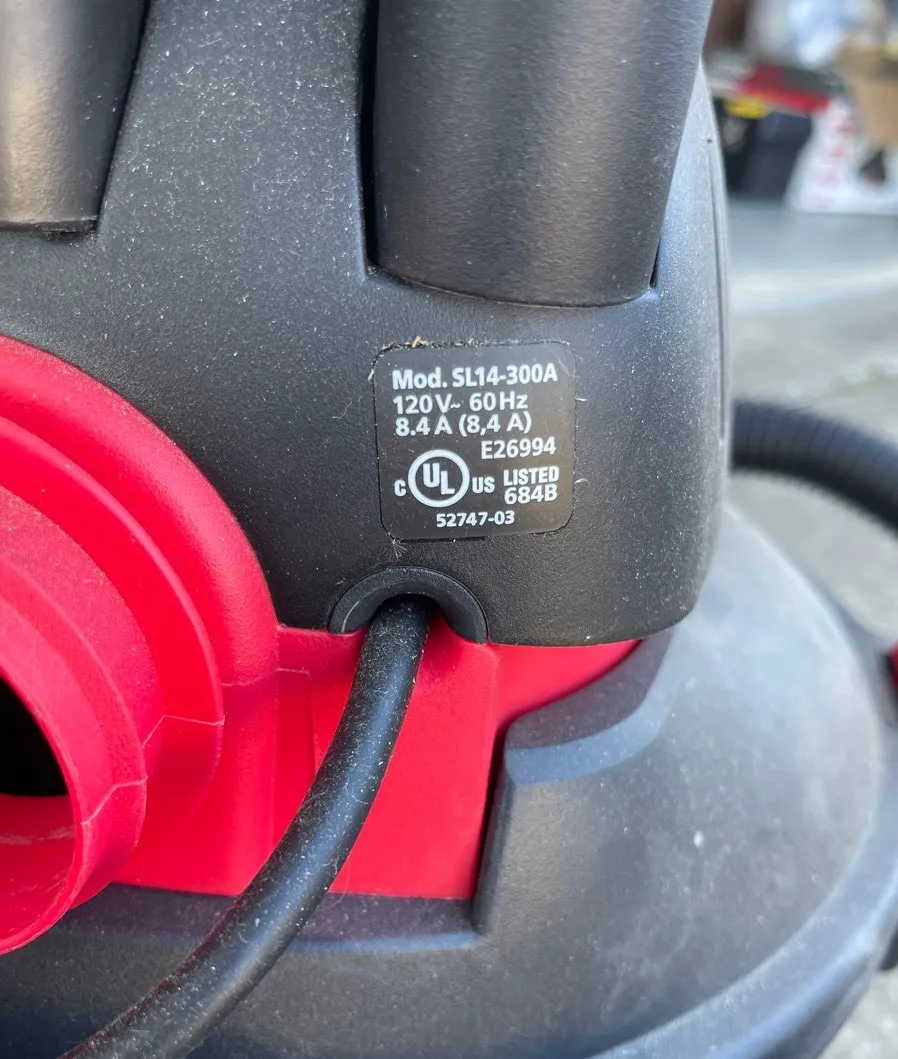 Mod. SL14-300A
120V~ 60Hz
8.4 A (8,4 A)
E26994
C UL US LISTED
684B
52747-03